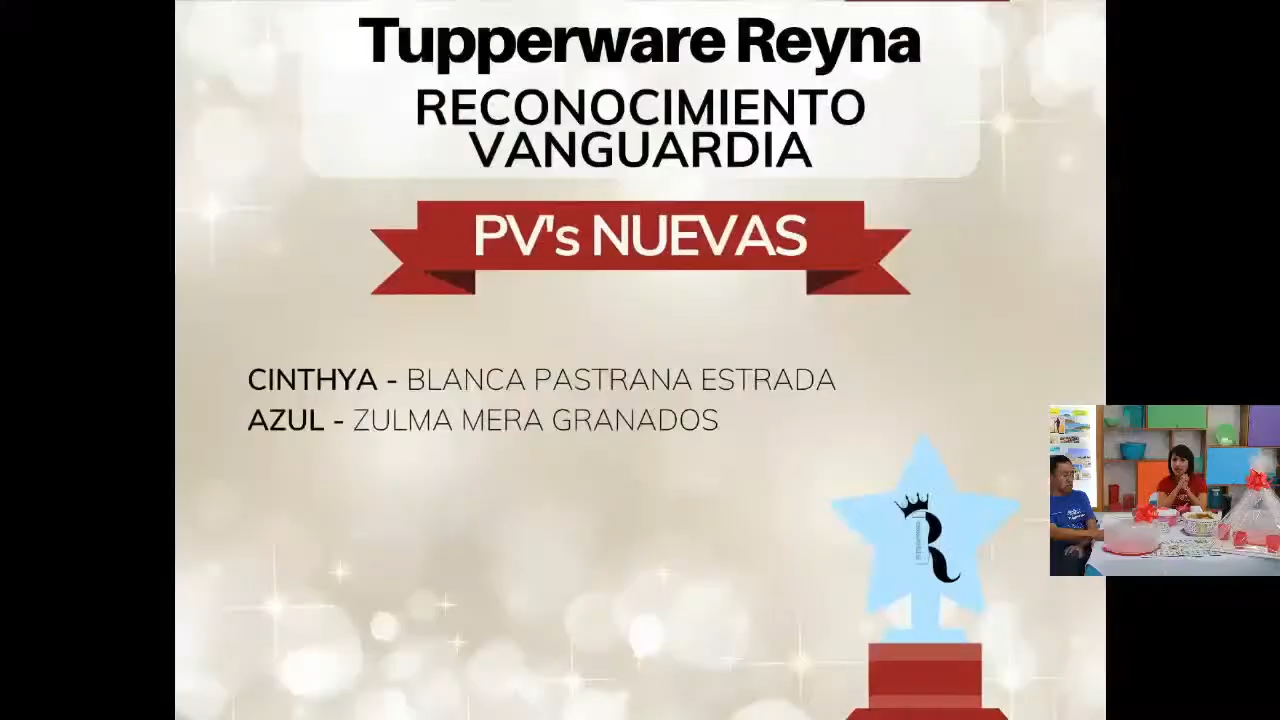 Tupperware Reyna
RECONOCIMIENTO
VANGUARDIA
PV's NUEVAS
CINTHYA - BLANCA PASTRANA ESTRADA
AZUL - ZULMA MERA GRANADOS
R